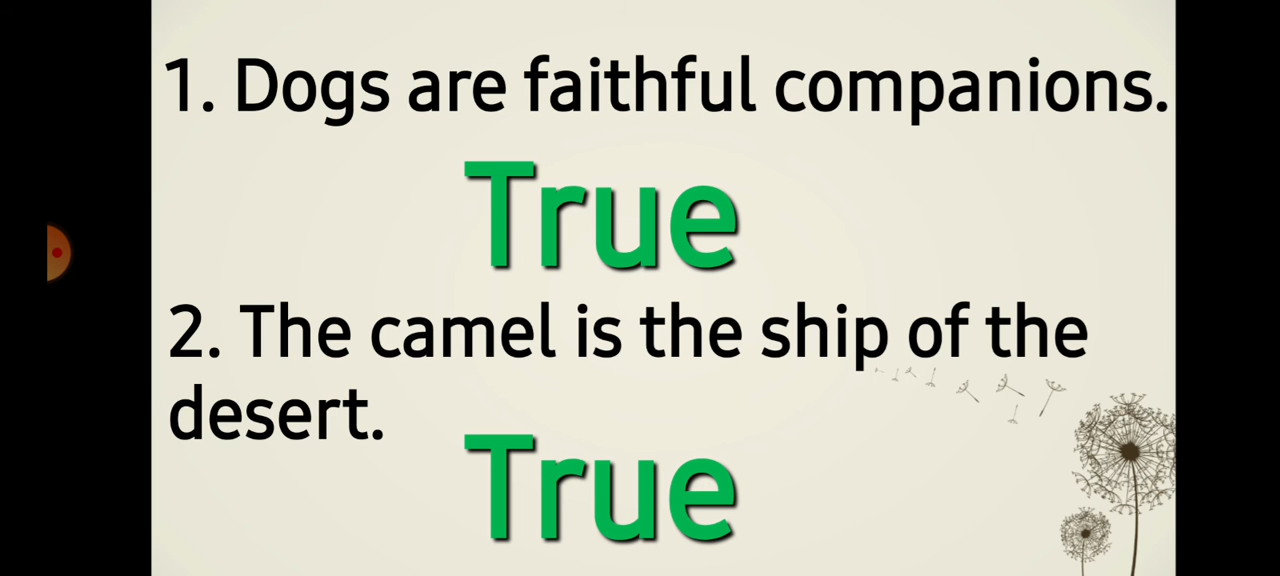 1. Dogs are faithful companions.
True
2. The camel is the ship of the
desert.
True